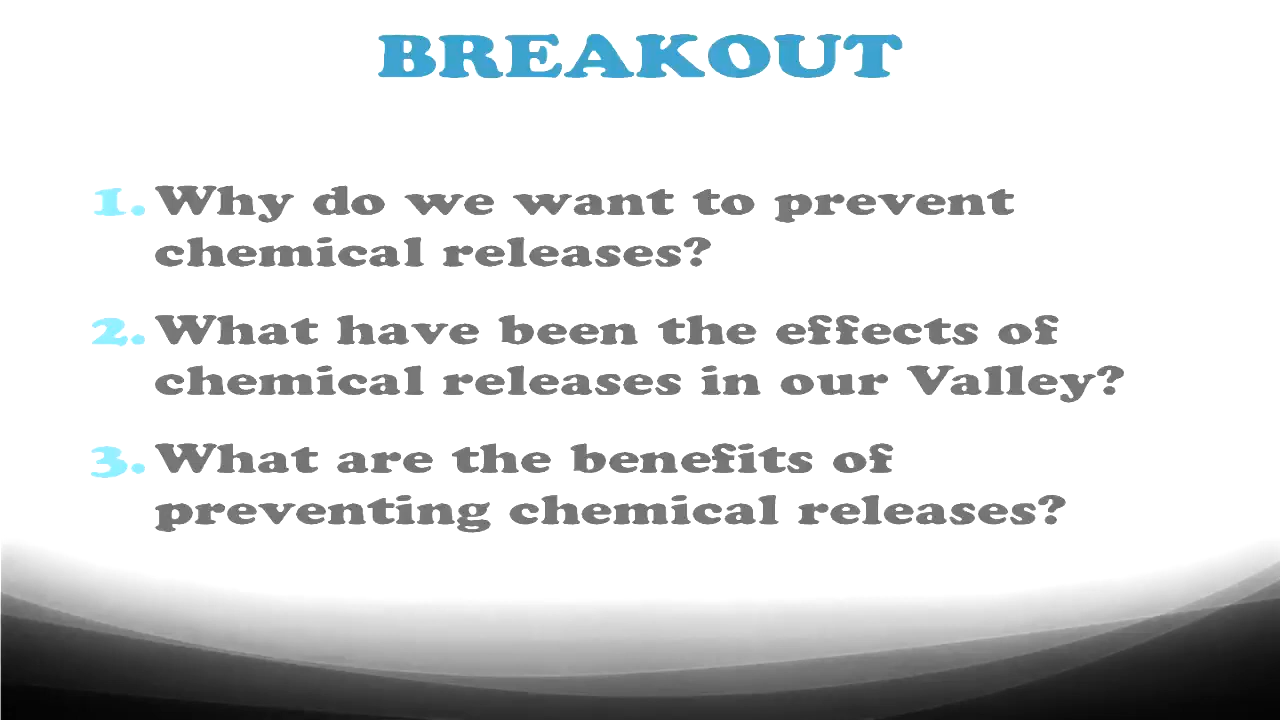 BREAKOUT
1. Why do we want to prevent
chemical releases?
2. What have been the effects of
chemical releases in our Valley?
3. What are the benefits of
preventing chemical releases?